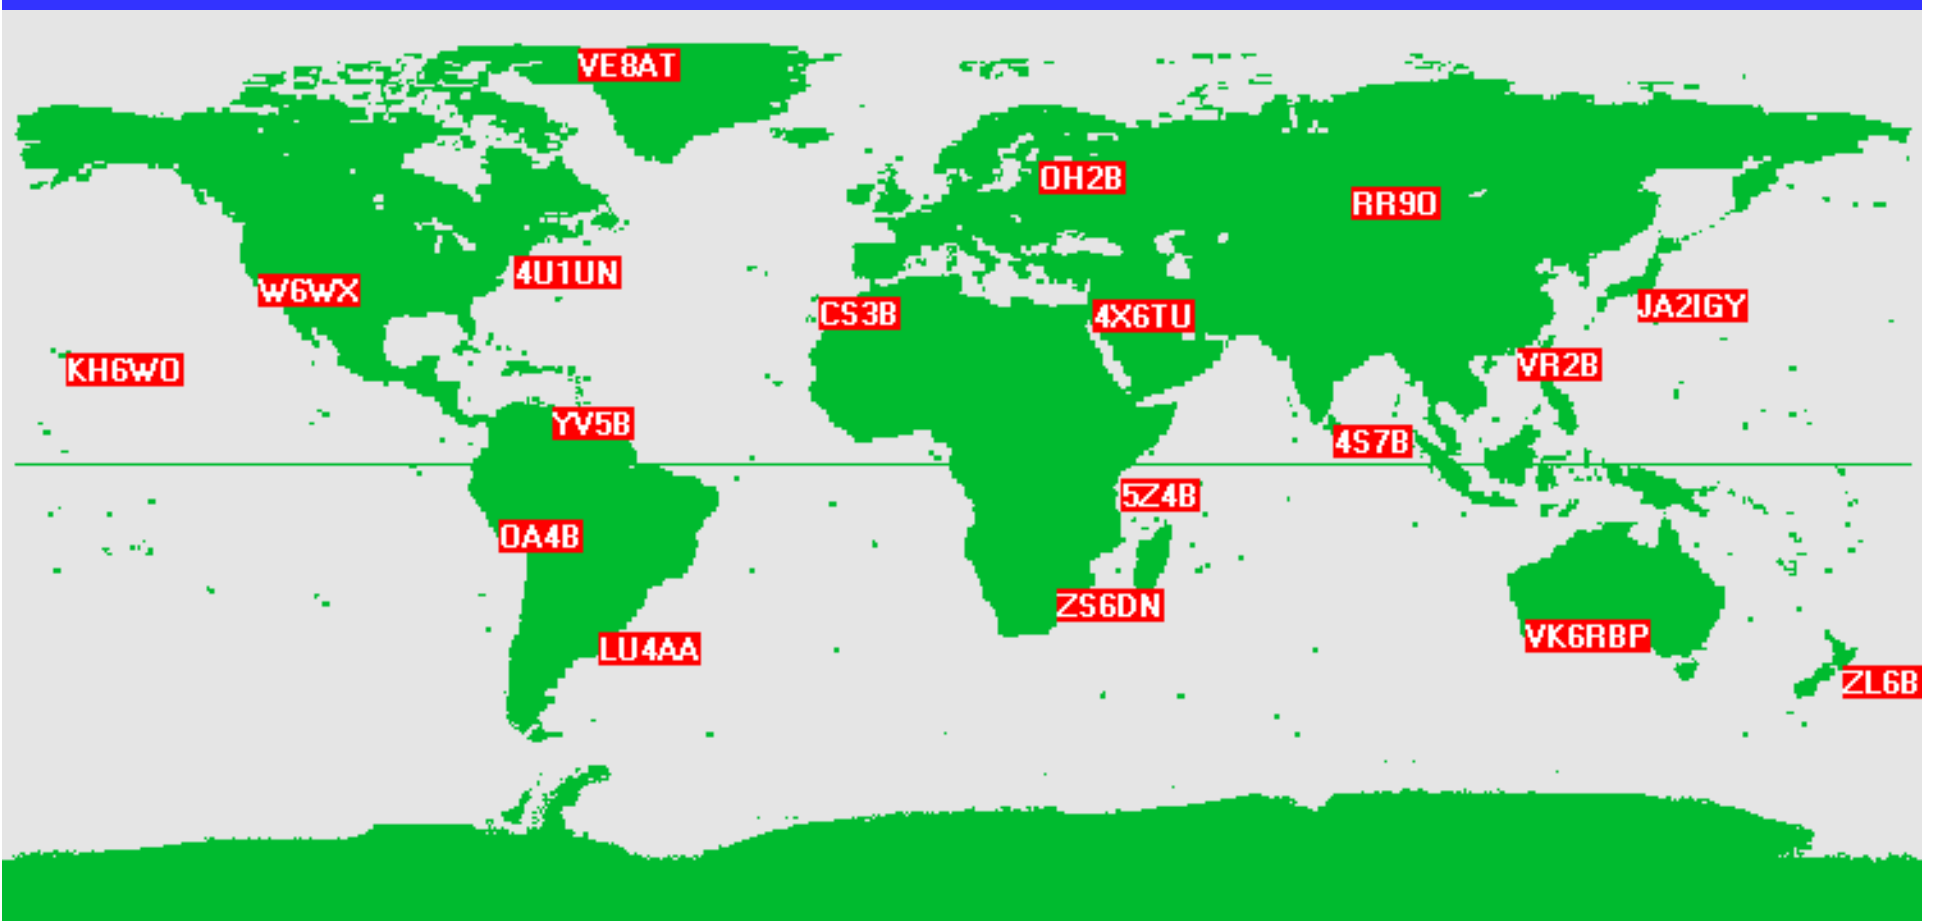 VE8AT
OH2B
RR9O
4U1UN
W6WX
CS3B
4X6TU
JA2IGY
KH6WO
VR2B
YV5B
4S7B
5Z4B
OA4B
ZS6DN
LU4AA
VK6RBP
ZL6B